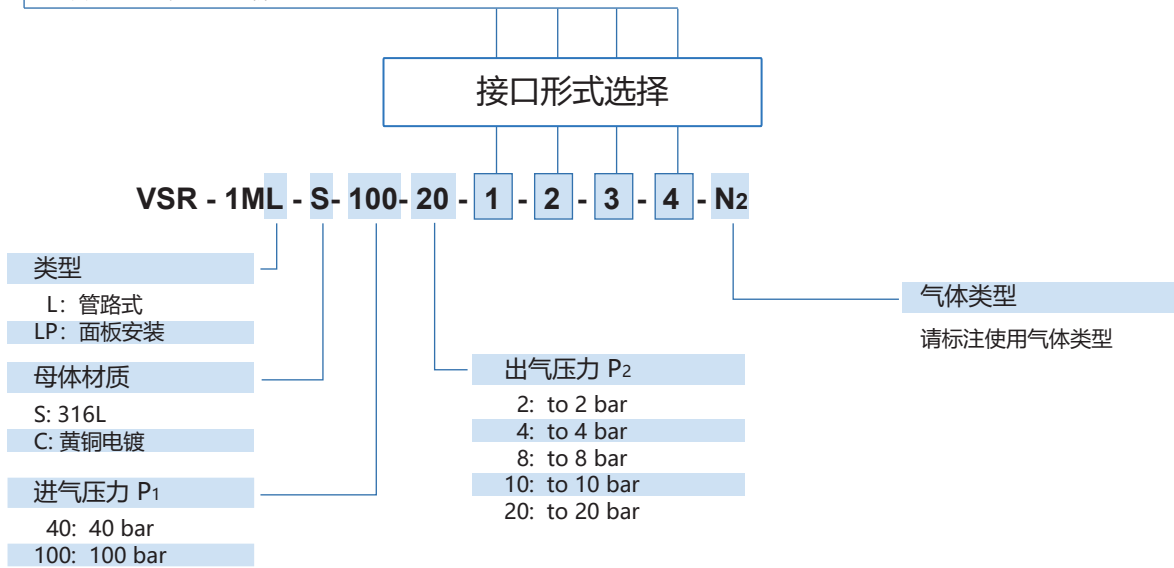 接口形式选择
VSR - 1ML - S - 100 - 20 - 1 - 2 - 3 - 4 - N2
类型
L：管路式
LP：面板安装
母体材质
S: 316L
C: 黄铜电镀
进气压力 P1
40: 40 bar
100: 100 bar
出气压力 P2
2: to 2 bar
4: to 4 bar
8: to 8 bar
10: to 10 bar
20: to 20 bar
气体类型
请标注使用气体类型